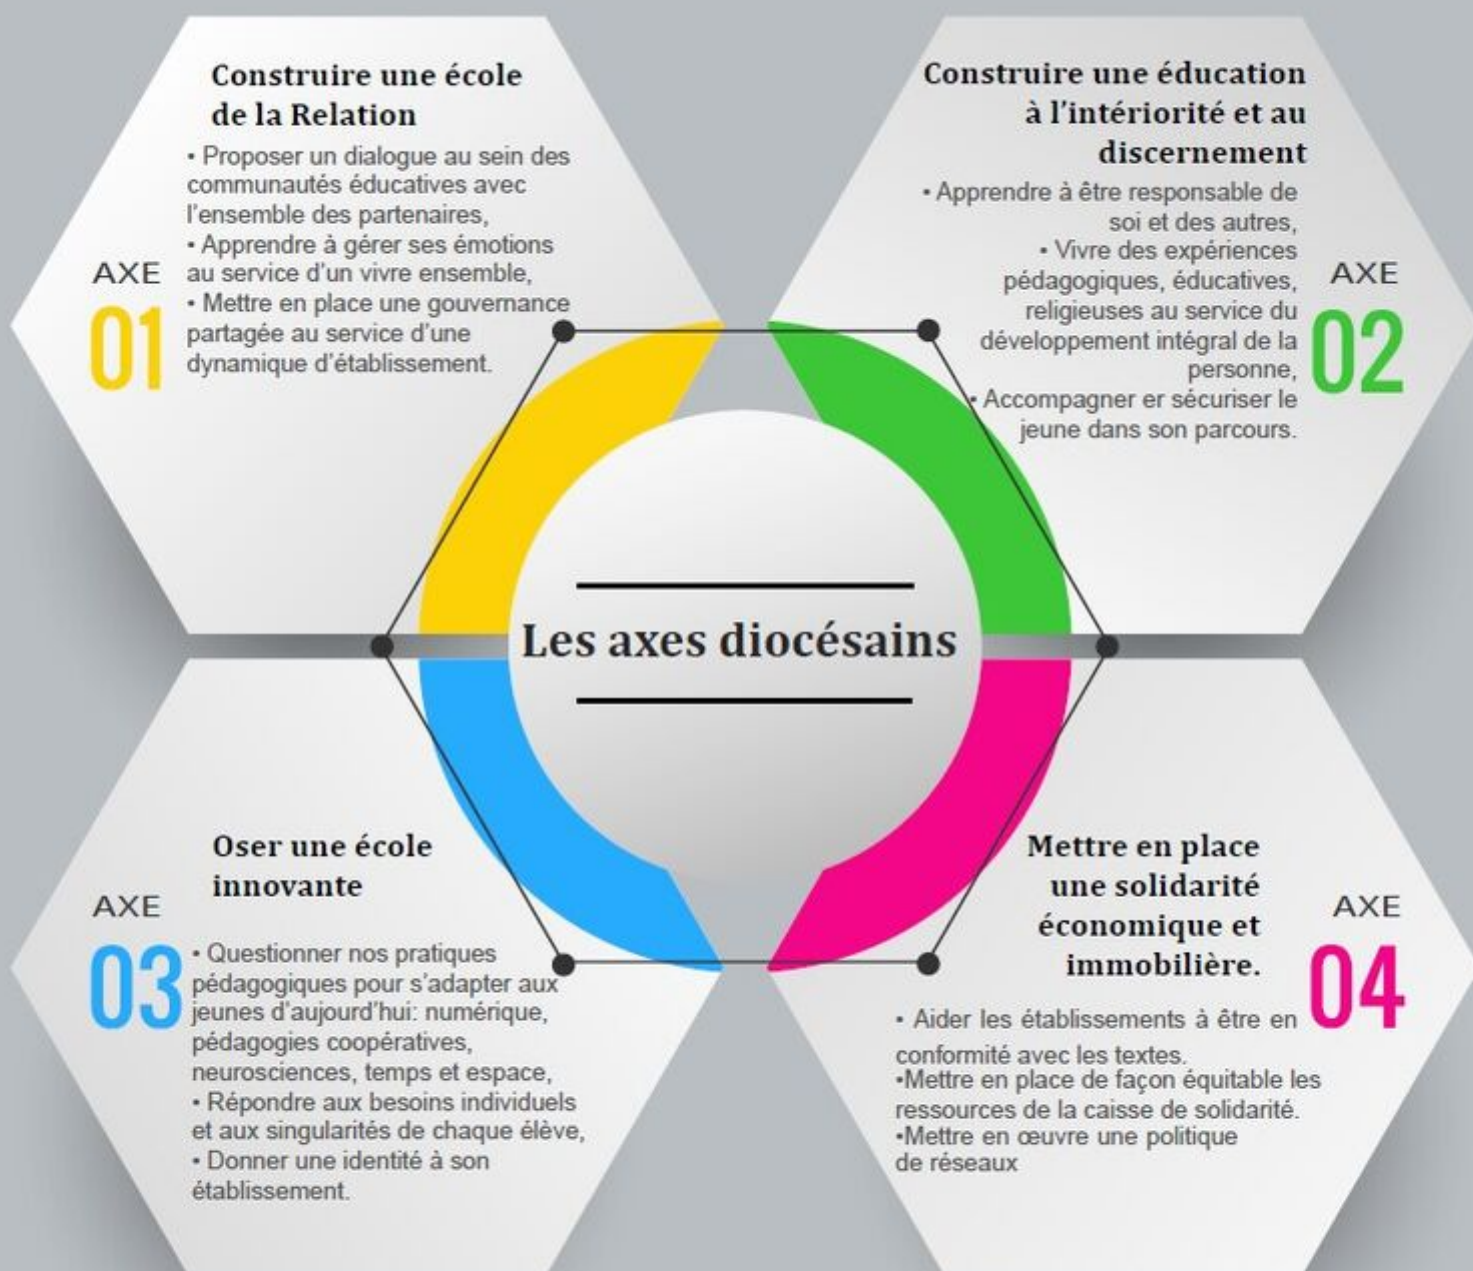 Construire une école
de la Relation
• Proposer un dialogue au sein des
communautés éducatives avec
l'ensemble des partenaires,
• Apprendre à gérer ses émotions
au service d'un vivre ensemble,
• Mettre en place une gouvernance
partagée au service d'une
dynamique d'établissement.
AXE
01
Construire une éducation
à l'intériorité et au
discernement
• Apprendre à être responsable de
soi et des autres,
• Vivre des expériences
pédagogiques, éducatives,
religieuses au service du
développement intégral de la
personne,
• Accompagner er sécuriser le
jeune dans son parcours.
AXE
02
Les axes diocésains
Oser une école
innovante
AXE
03
• Questionner nos pratiques
pédagogiques pour s'adapter aux
jeunes d'aujourd'hui: numérique,
pédagogies coopératives,
neurosciences, temps et espace,
• Répondre aux besoins individuels
et aux singularités de chaque élève,
• Donner une identité à son
établissement.
Mettre en place
une solidarité
économique et
immobilière.
AXE
04
• Aider les établissements à être en
conformité avec les textes.
•Mettre en place de façon équitable les
ressources de la caisse de solidarité.
•Mettre en œuvre une politique
de réseaux